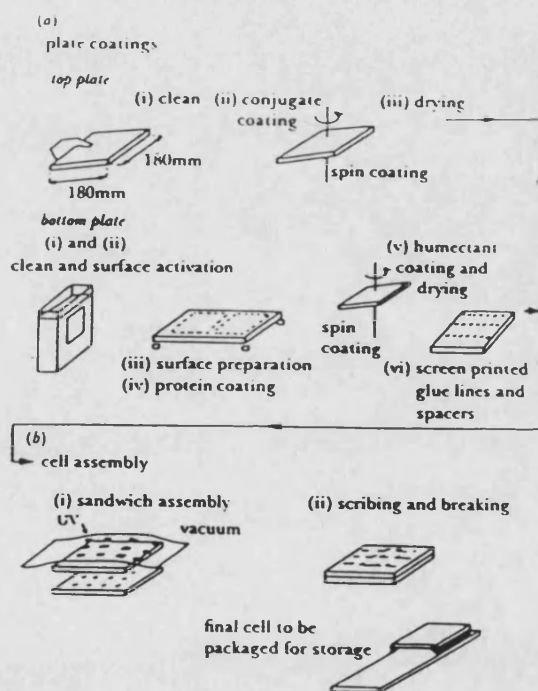 (a)
plate coatings
top plate
(i) clean
(ii) conjugate
coating
(iii) drying
180mm
180mm
spin coating
bottom plate
(i) and (ii)
clean and surface activation
(iii) surface preparation
(iv) protein coating
(v) humectant
coating and
drying
spin
coating
(vi) screen printed
glue lines and
spacers
(b)
cell assembly
(i) sandwich assembly
UV
vacuum
(ii) scribing and breaking
final cell to be
packaged for storage